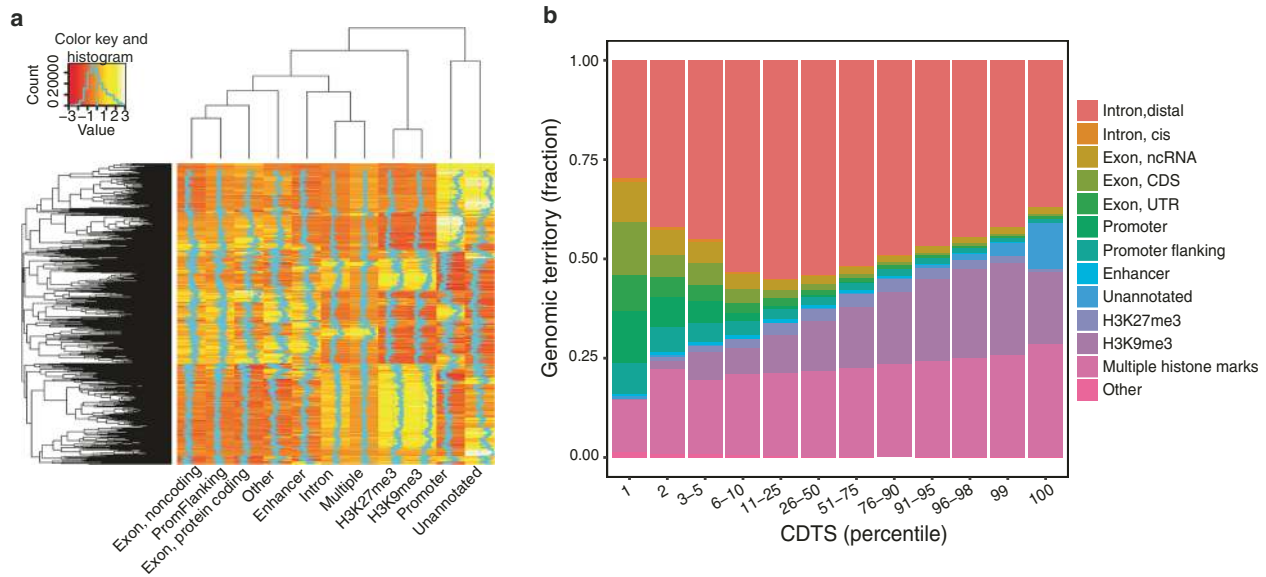 a
Color key and
histogram
Count
0 20000
−3 −1 1 2 3
Value
Exon, noncoding
PromFlanking
Exon, protein coding
Other
Enhancer
Intron
Multiple
H3K27me3
H3K9me3
Promoter
Unannotated
b
Genomic territory (fraction)
1.00
0.75
0.50
0.25
0.00
1
2
3–5
6–10
11–25
26–50
51–75
76–90
91–95
96–98
99
100
CDTS (percentile)
Intron,distal
Intron, cis
Exon, ncRNA
Exon, CDS
Exon, UTR
Promoter
Promoter flanking
Enhancer
Unannotated
H3K27me3
H3K9me3
Multiple histone marks
Other